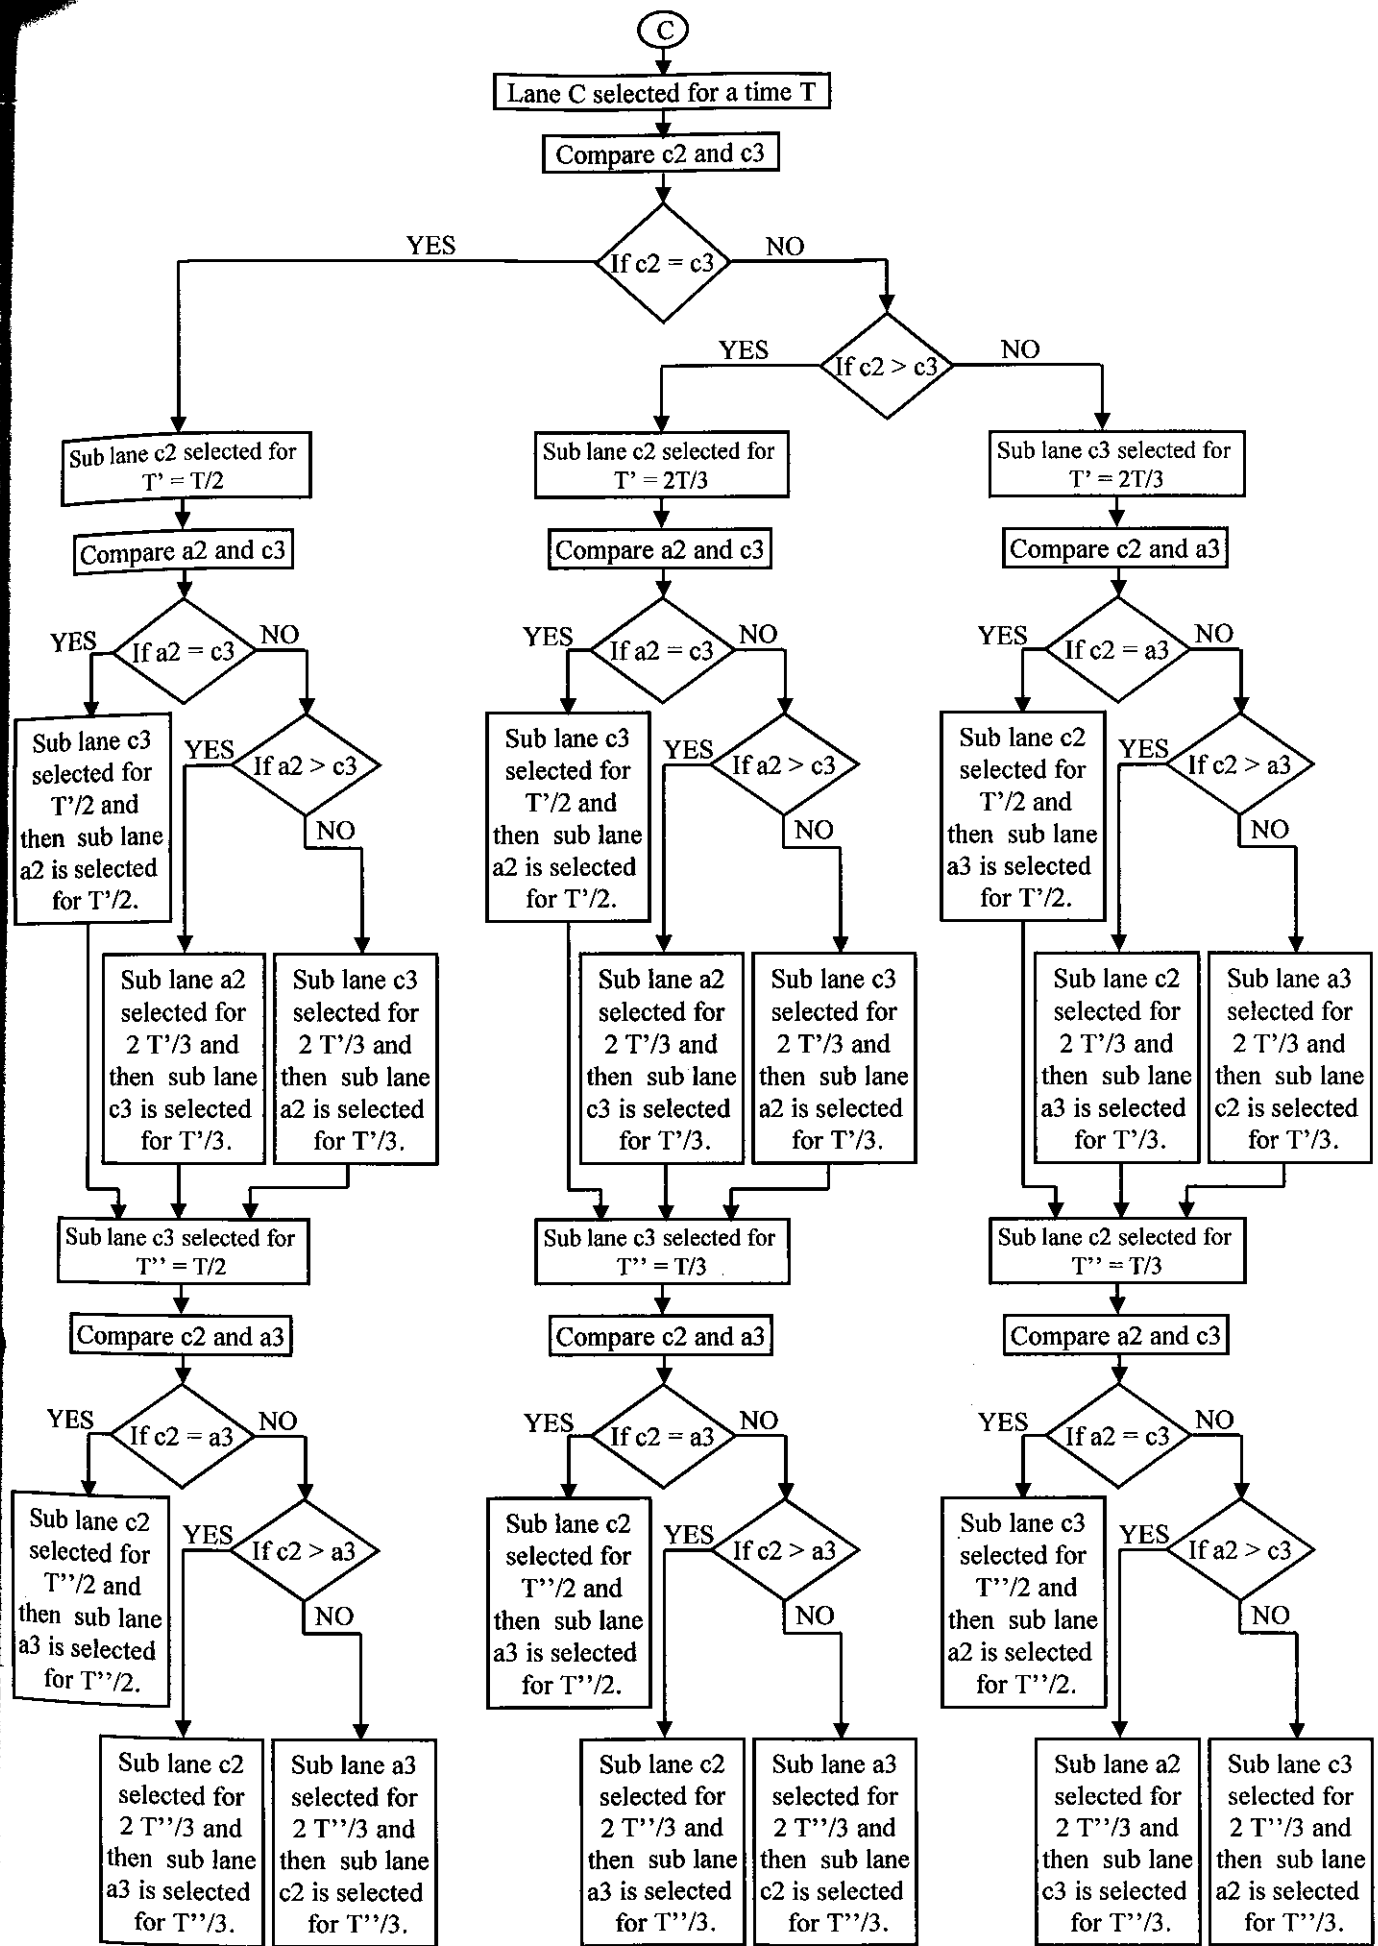 C
Lane C selected for a time T
Compare c2 and c3
If c2 = c3
YES
NO
If c2 > c3
YES
NO
Sub lane c2 selected for
T' = T/2
Compare a2 and c3
If a2 = c3
YES
NO
Sub lane c3
selected for
T'/2 and
then sub lane
a2 is selected
for T'/2.
If a2 > c3
YES
NO
Sub lane a2
selected for
2 T'/3 and
then sub lane
c3 is selected
for T'/3.
Sub lane c3
selected for
2 T'/3 and
then sub lane
a2 is selected
for T'/3.
Sub lane c3 selected for
T'' = T/2
Compare c2 and a3
If c2 = a3
YES
NO
Sub lane c2
selected for
T''/2 and
then sub lane
a3 is selected
for T''/2.
If c2 > a3
YES
NO
Sub lane c2
selected for
2 T''/3 and
then sub lane
a3 is selected
for T''/3.
Sub lane a3
selected for
2 T''/3 and
then sub lane
c2 is selected
for T''/3.
Sub lane c2 selected for
T' = 2T/3
Compare a2 and c3
If a2 = c3
YES
NO
Sub lane c3
selected for
T'/2 and
then sub lane
a2 is selected
for T'/2.
If a2 > c3
YES
NO
Sub lane a2
selected for
2 T'/3 and
then sub lane
c3 is selected
for T'/3.
Sub lane c3
selected for
2 T'/3 and
then sub lane
a2 is selected
for T'/3.
Sub lane c3 selected for
T'' = T/3
Compare c2 and a3
If c2 = a3
YES
NO
Sub lane c2
selected for
T''/2 and
then sub lane
a3 is selected
for T''/2.
If c2 > a3
YES
NO
Sub lane c2
selected for
2 T''/3 and
then sub lane
a3 is selected
for T''/3.
Sub lane a3
selected for
2 T''/3 and
then sub lane
c2 is selected
for T''/3.
Sub lane c3 selected for
T' = 2T/3
Compare c2 and a3
If c2 = a3
YES
NO
Sub lane c2
selected for
T'/2 and
then sub lane
a3 is selected
for T'/2.
If c2 > a3
YES
NO
Sub lane c2
selected for
2 T'/3 and
then sub lane
a3 is selected
for T'/3.
Sub lane a3
selected for
2 T'/3 and
then sub lane
c2 is selected
for T'/3.
Sub lane c2 selected for
T'' = T/3
Compare a2 and c3
If a2 = c3
YES
NO
Sub lane c3
selected for
T''/2 and
then sub lane
a2 is selected
for T''/2.
If a2 > c3
YES
NO
Sub lane a2
selected for
2 T''/3 and
then sub lane
c3 is selected
for T''/3.
Sub lane c3
selected for
2 T''/3 and
then sub lane
a2 is selected
for T''/3.